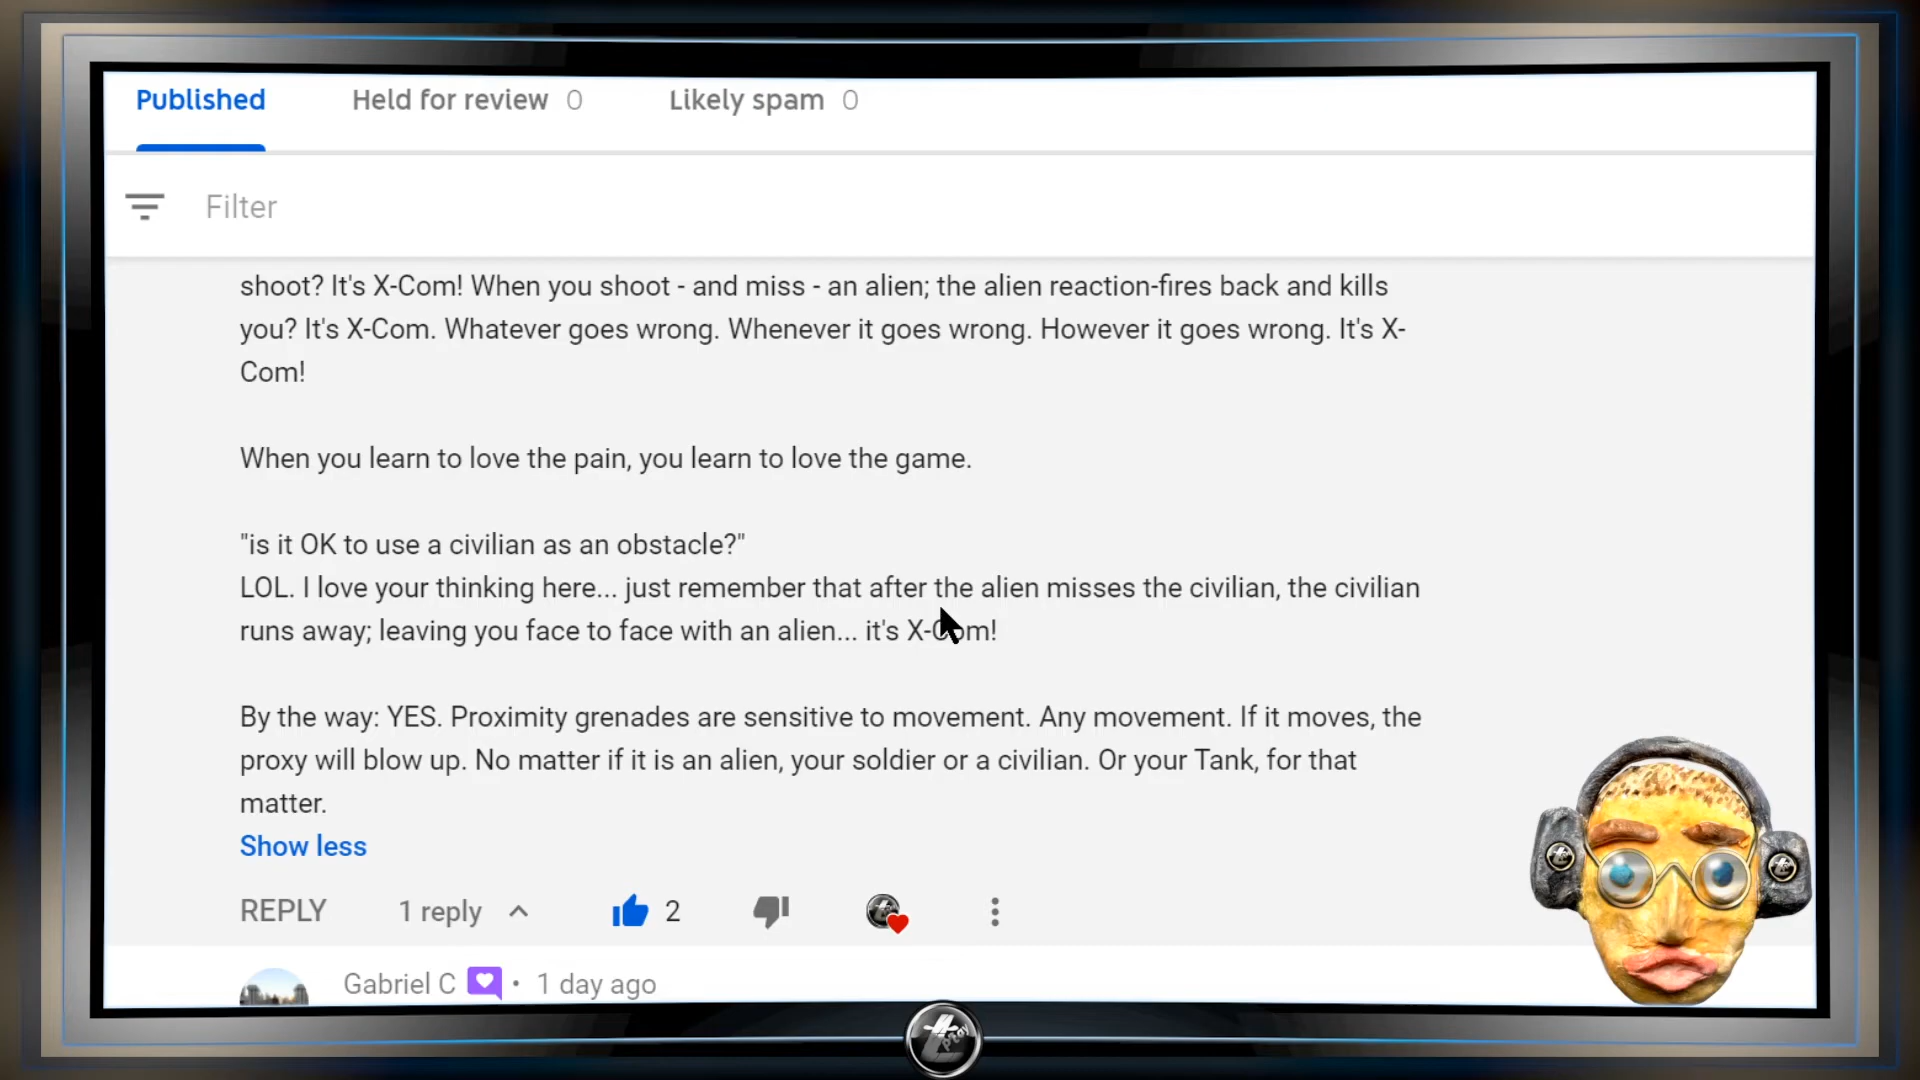 Published Held for review 0 Likely spam 0
Filter
shoot? It's X-Com! When you shoot - and miss - an alien; the alien reaction-fires back and kills
you? It's X-Com. Whatever goes wrong. Whenever it goes wrong. However it goes wrong. It's X-
Com!
When you learn to love the pain, you learn to love the game.
"is it OK to use a civilian as an obstacle?"
LOL. I love your thinking here... just remember that after the alien misses the civilian, the civilian
runs away; leaving you face to face with an alien... it's X-Com!
By the way: YES. Proximity grenades are sensitive to movement. Any movement. If it moves, the
proxy will blow up. No matter if it is an alien, your soldier or a civilian. Or your Tank, for that
matter.
Show less
REPLY 1 reply 2
Gabriel C • 1 day ago